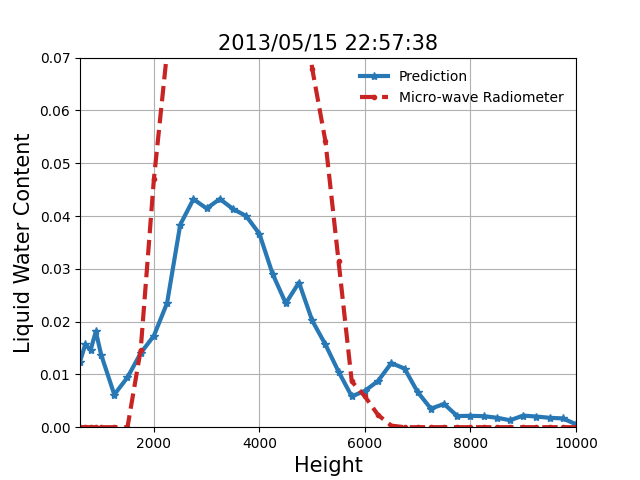 2013/05/15 22:57:38
0.07
0.06
0.05
0.04
0.03
0.02
0.01
0.00
Liquid Water Content
Prediction
Micro-wave Radiometer
2000 4000 6000 8000 10000
Height